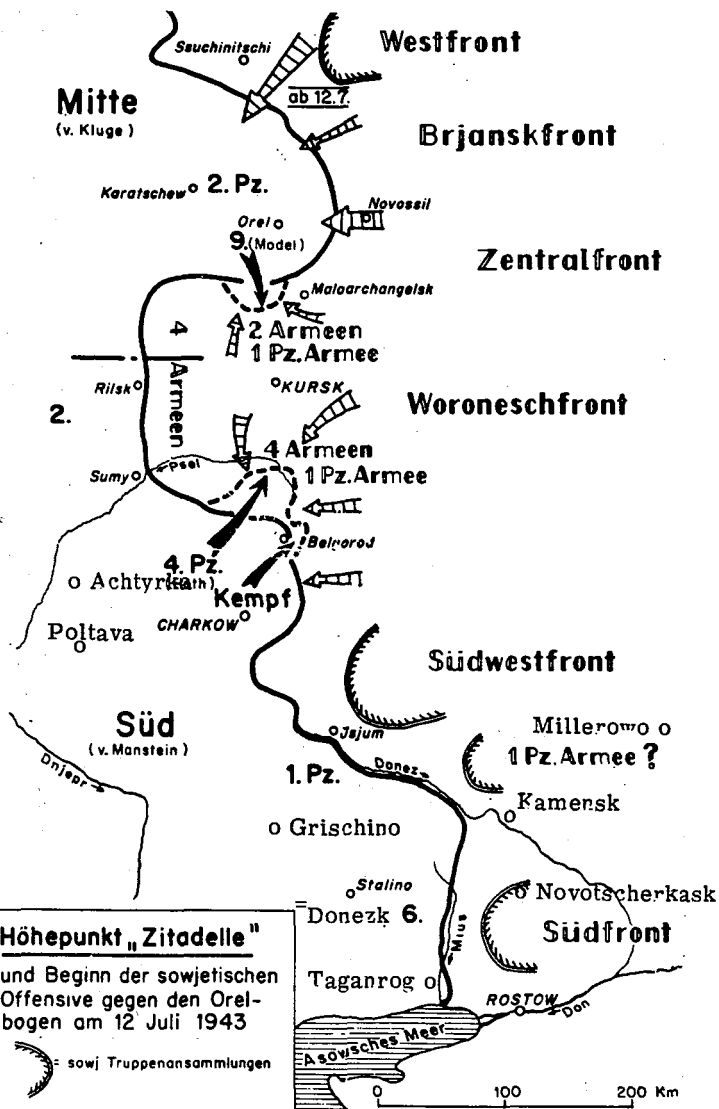 Ssuchinitschi
Westfront
ab 12.7.
Mitte
(v. Kluge)
Brjanskfront
Karatschew
2. Pz.
Novossil
Orel
9. (Model)
Zentralfront
Maloarchangelsk
4 Armeen
2 Armeen
1 Pz. Armee
Rilsk
KURSK
2.
Woroneschfront
4 Armeen
1 Pz. Armee
Psel
Sumy
Belgorod
4. Pz.
Achtyrka
Kempf
CHARKOW
Poltava
Südwestfront
Süd
(v. Manstein)
Millerowo
1 Pz. Armee ?
Isjum
Dnjepr
1. Pz.
Donez
Kamensk
Grischino
Stalino
Novotscherkask
=
Donezk 6.
Mius
Südfront
Höhepunkt „Zitadelle"
und Beginn der sowjetischen
Offensive gegen den Orel-
bogen am 12 Juli 1943
= sowj Truppenansammlungen
Taganrog
ROSTOW
Don
Asowsches Meer
0 100 200 Km